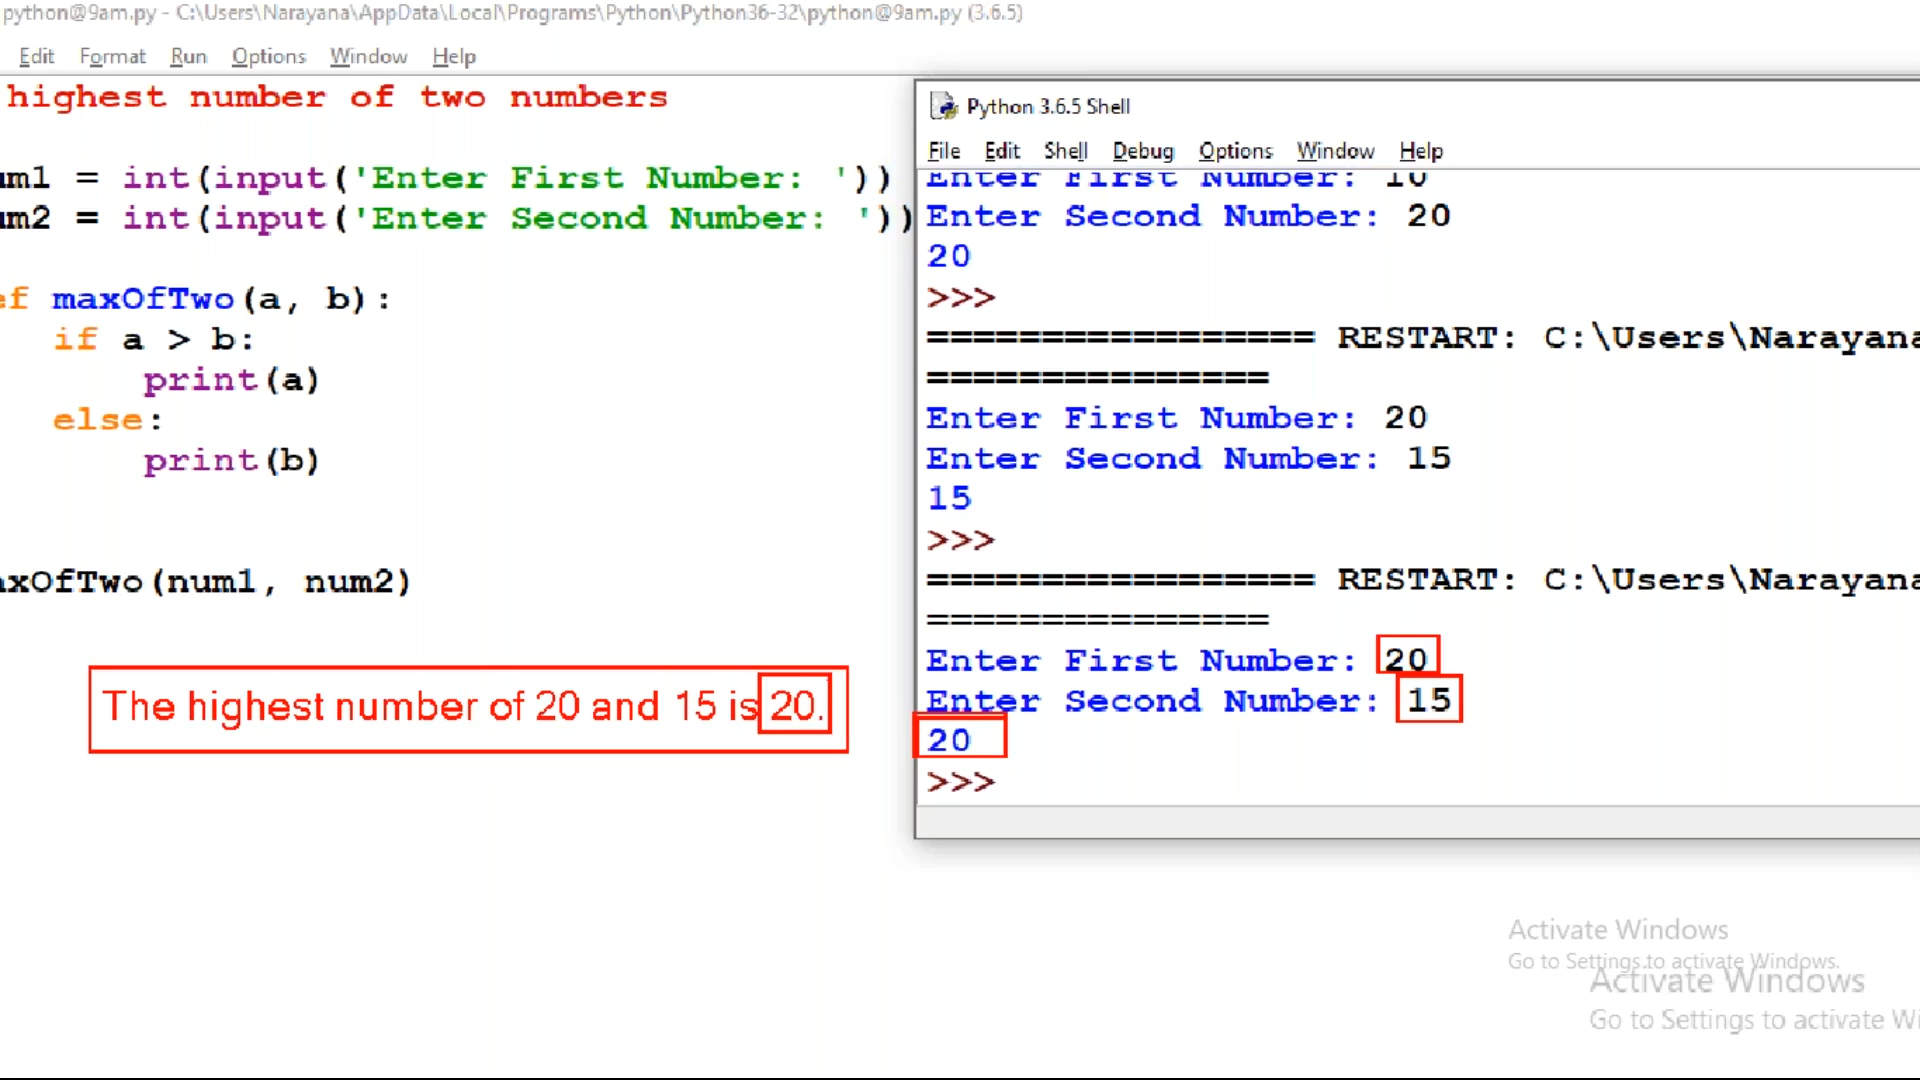 python@9am.py - C:\Users\Narayana\AppData\Local\Programs\Python\Python36-32\python@9am.py (3.6.5)
Edit Format Run Options Window Help
highest number of two numbers
um1 = int(input('Enter First Number: '))
um2 = int(input('Enter Second Number: '))
ef maxOfTwo(a, b):
if a > b:
print(a)
else:
print(b)
axOfTwo(num1, num2)
The highest number of 20 and 15 is 20.
Python 3.6.5 Shell
File Edit Shell Debug Options Window Help
Enter First Number: 10
Enter Second Number: 20
20
>>>
================= RESTART: C:\Users\Narayana
===============
Enter First Number: 20
Enter Second Number: 15
15
>>>
================= RESTART: C:\Users\Narayana
===============
Enter First Number: 20
Enter Second Number: 15
20
>>>
Activate Windows
Go to Settings to activate Windows.
Activate Windows
Go to Settings to activate Wi